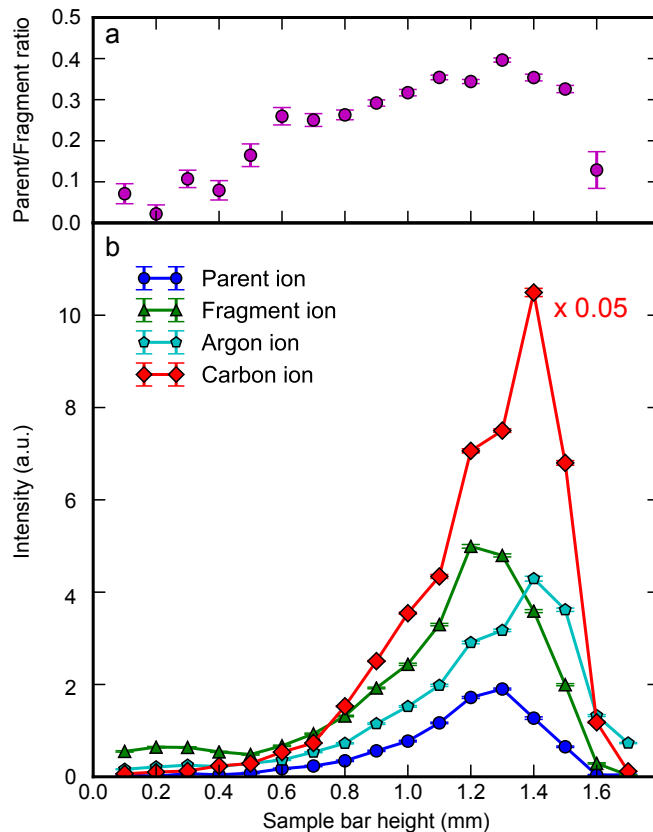 a
Parent/Fragment ratio
0.5
0.4
0.3
0.2
0.1
0.0
b
Parent ion
Fragment ion
Argon ion
Carbon ion
x 0.05
Intensity (a.u.)
10
8
6
4
2
0
0.0 0.2 0.4 0.6 0.8 1.0 1.2 1.4 1.6
Sample bar height (mm)